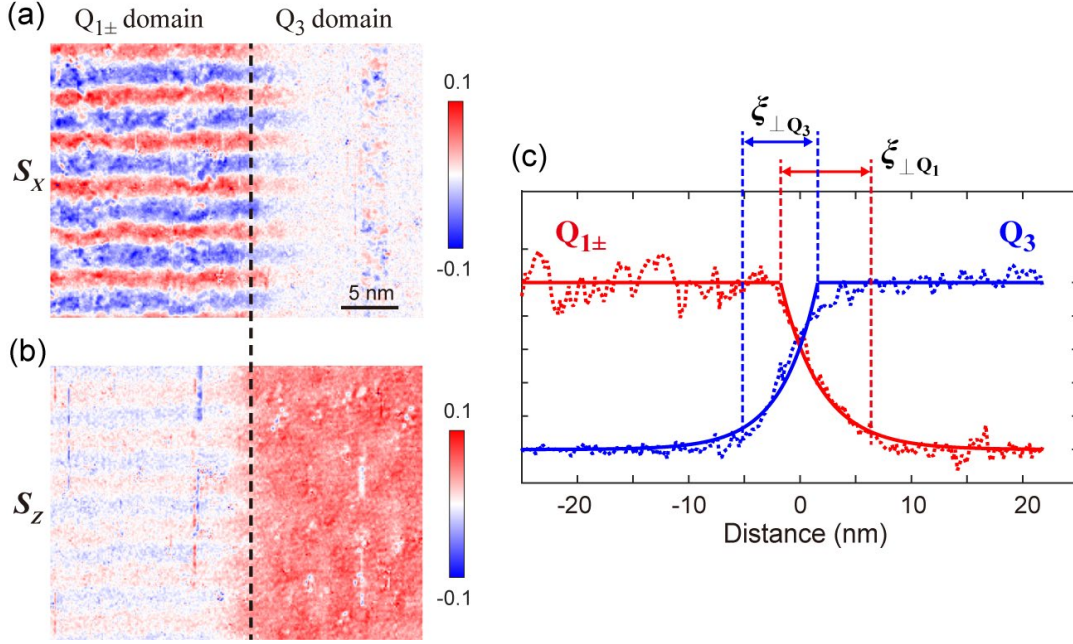 (a)
Q1± domain
Q3 domain
0.1
SX
-0.1
5 nm
(b)
0.1
SZ
-0.1
ξ⊥Q3
ξ⊥Q1
(c)
Q1±
Q3
-20
-10
0
10
20
Distance (nm)